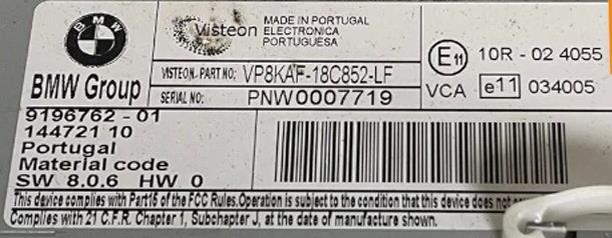 BMW
BMW Group
Visteon
MADE IN PORTUGAL
ELECTRONICA
PORTUGUESA
VISTEON. PART NO: VP8KAF-18C852-LF
SERIAL NO: PNW0007719
E11 10R - 02 4055
VCA e11 034005
9196762 - 01
144721 10
Portugal
Material code
SW 8.0.6 HW 0
This device complies with Part15 of the FCC Rules.Operation is subject to the condition that this device does not
Complies with 21 C.F.R. Chapter 1, Subchapter J, at the date of manufacture shown.